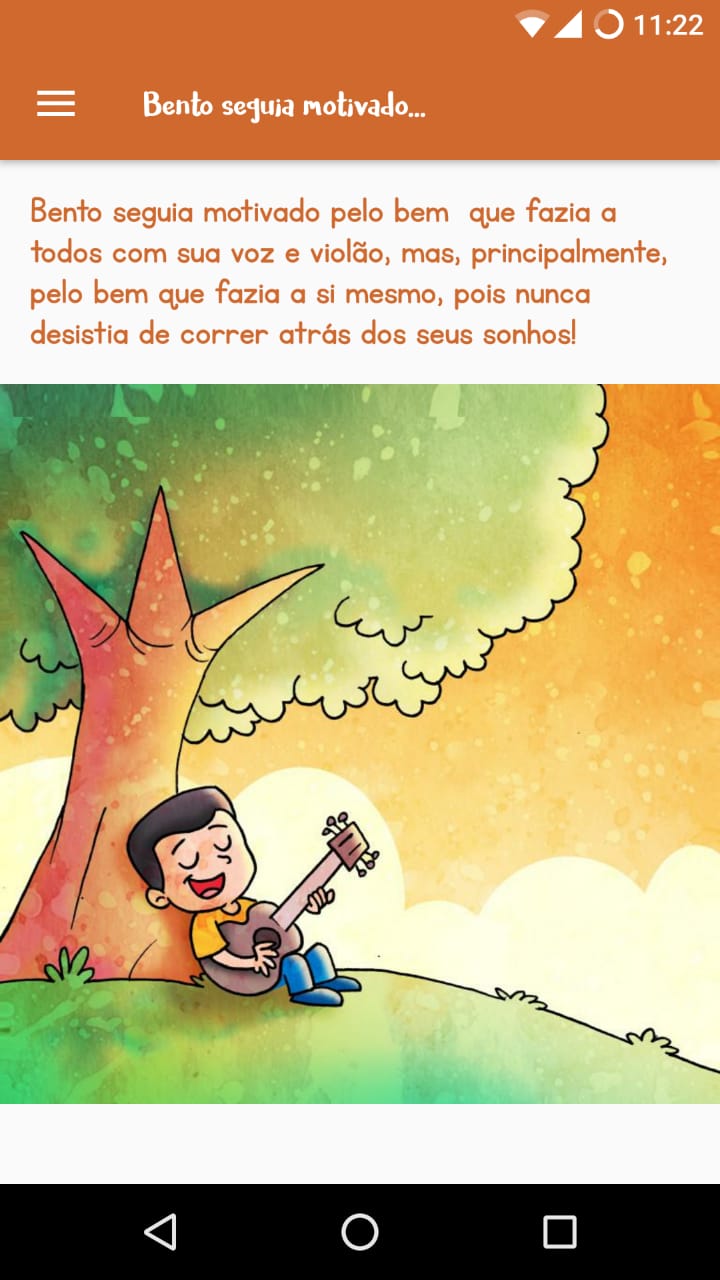 11:22
Bento seguia motivado...
Bento seguia motivado pelo bem  que fazia a
todos com sua voz e violão, mas, principalmente,
pelo bem que fazia a si mesmo, pois nunca
desistia de correr atrás dos seus sonhos!